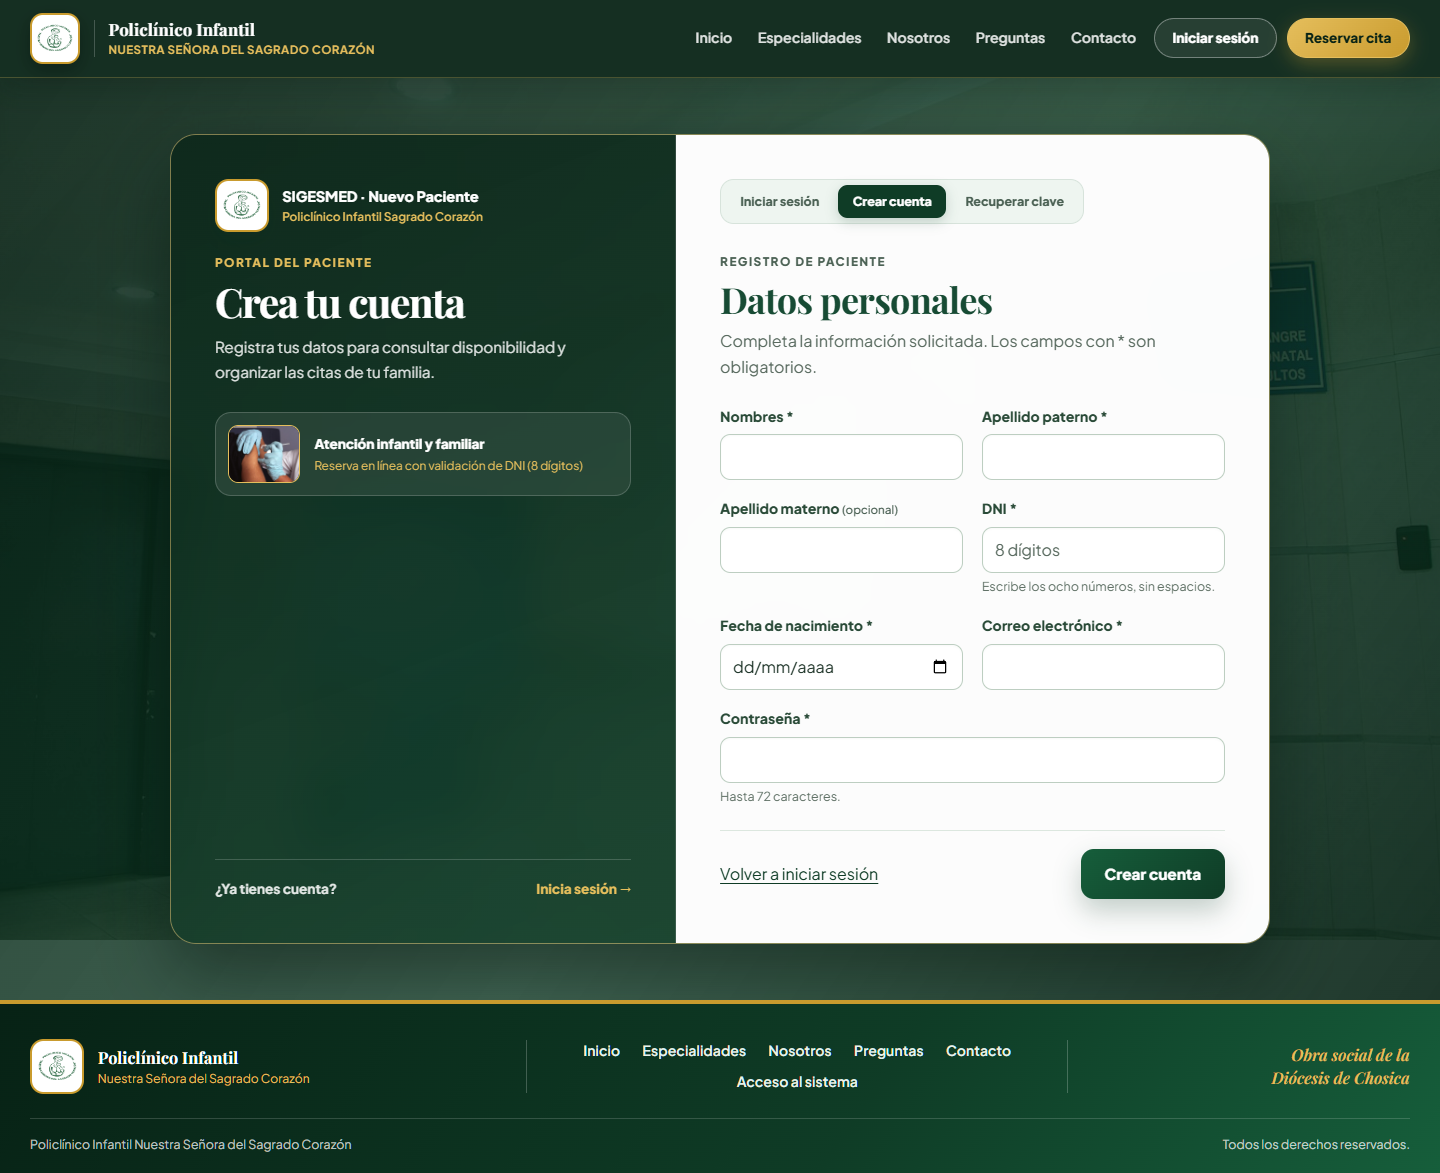 Policlínico Infantil
NUESTRA SEÑORA DEL SAGRADO CORAZÓN
Inicio
Especialidades
Nosotros
Preguntas
Contacto
Iniciar sesión
Reservar cita
SIGESMED · Nuevo Paciente
Policlínico Infantil Sagrado Corazón
PORTAL DEL PACIENTE
Crea tu cuenta
Registra tus datos para consultar disponibilidad y
organizar las citas de tu familia.
Atención infantil y familiar
Reserva en línea con validación de DNI (8 dígitos)
¿Ya tienes cuenta?
Inicia sesión →
Iniciar sesión
Crear cuenta
Recuperar clave
REGISTRO DE PACIENTE
Datos personales
Completa la información solicitada. Los campos con * son
obligatorios.
Nombres *
Apellido paterno *
Apellido materno (opcional)
DNI *
8 dígitos
Escribe los ocho números, sin espacios.
Fecha de nacimiento *
Correo electrónico *
dd/mm/aaaa
Contraseña *
Hasta 72 caracteres.
Volver a iniciar sesión
Crear cuenta
Policlínico Infantil
Nuestra Señora del Sagrado Corazón
Inicio
Especialidades
Nosotros
Preguntas
Contacto
Acceso al sistema
Obra social de la
Diócesis de Chosica
Policlínico Infantil Nuestra Señora del Sagrado Corazón
Todos los derechos reservados.